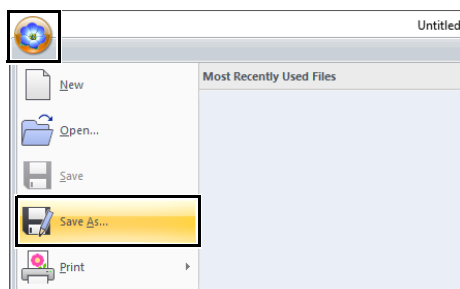 Untitled
New
Most Recently Used Files
Open...
Save
Save As...
Print